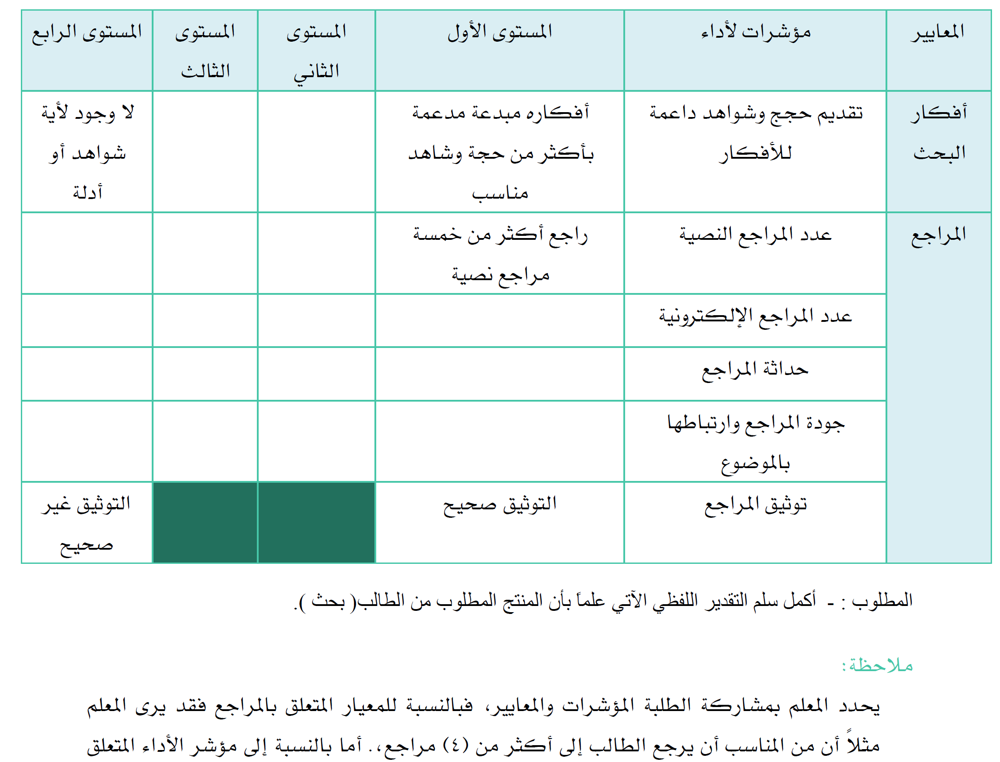 المعايير
مؤشرات لأداء
المستوى الأول
المستوى
الثاني
المستوى
الثالث
المستوى الرابع
أفكار
البحث
تقديم حجج وشواهد داعمة
للأفكار
أفكاره مبدعة مدعمة
بأكثر من حجة وشاهد
مناسب
لا وجود لأية
شواهد أو
أدلة
المراجع
عدد المراجع النصية
راجع أكثر من خمسة
مراجع نصية
عدد المراجع الإلكترونية
حداثة المراجع
جودة المراجع وارتباطها
بالموضوع
توثيق المراجع
التوثيق صحيح
التوثيق غير
صحيح
المطلوب : - أكمل سلم التقدير اللفظي الآتي علماً بأن المنتج المطلوب من الطالب( بحث ).
ملاحظة:
يحدد المعلم بمشاركة الطلبة المؤشرات والمعايير، فبالنسبة للمعيار المتعلق بالمراجع فقد يرى المعلم
مثلاً أن من المناسب أن يرجع الطالب إلى أكثر من (٤) مراجع،. أما بالنسبة إلى مؤشر الأداء المتعلق